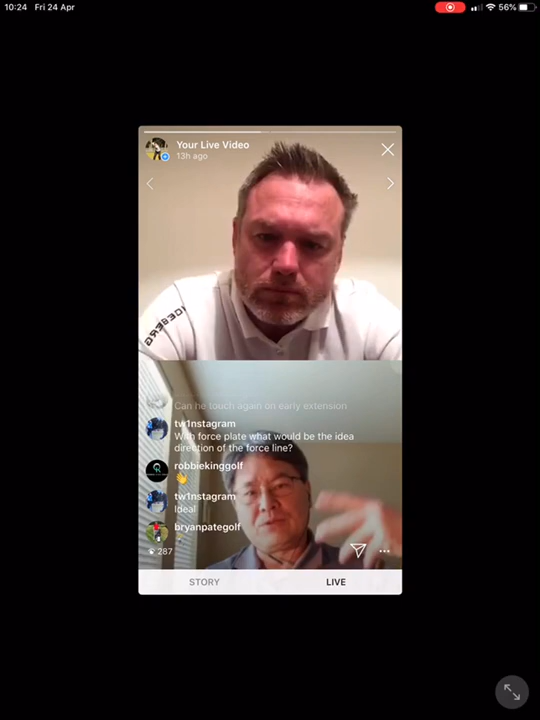 10:24 Fri 24 Apr 56%
Your Live Video
13h ago
ICEBERG
Can he touch again on early extension
tw1nstagram
With force plate what would be the idea
direction of the force line?
robbiekinggolf
tw1nstagram
Ideal
bryanpategolf
287
STORY LIVE